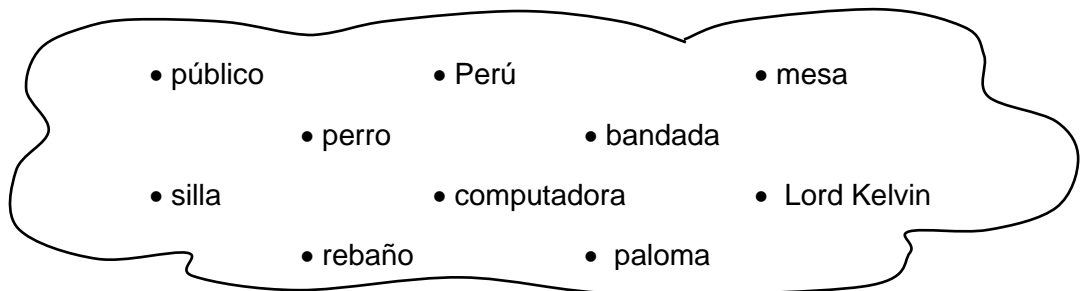 • público • Perú • mesa
• perro • bandada
• silla • computadora • Lord Kelvin
• rebaño • paloma